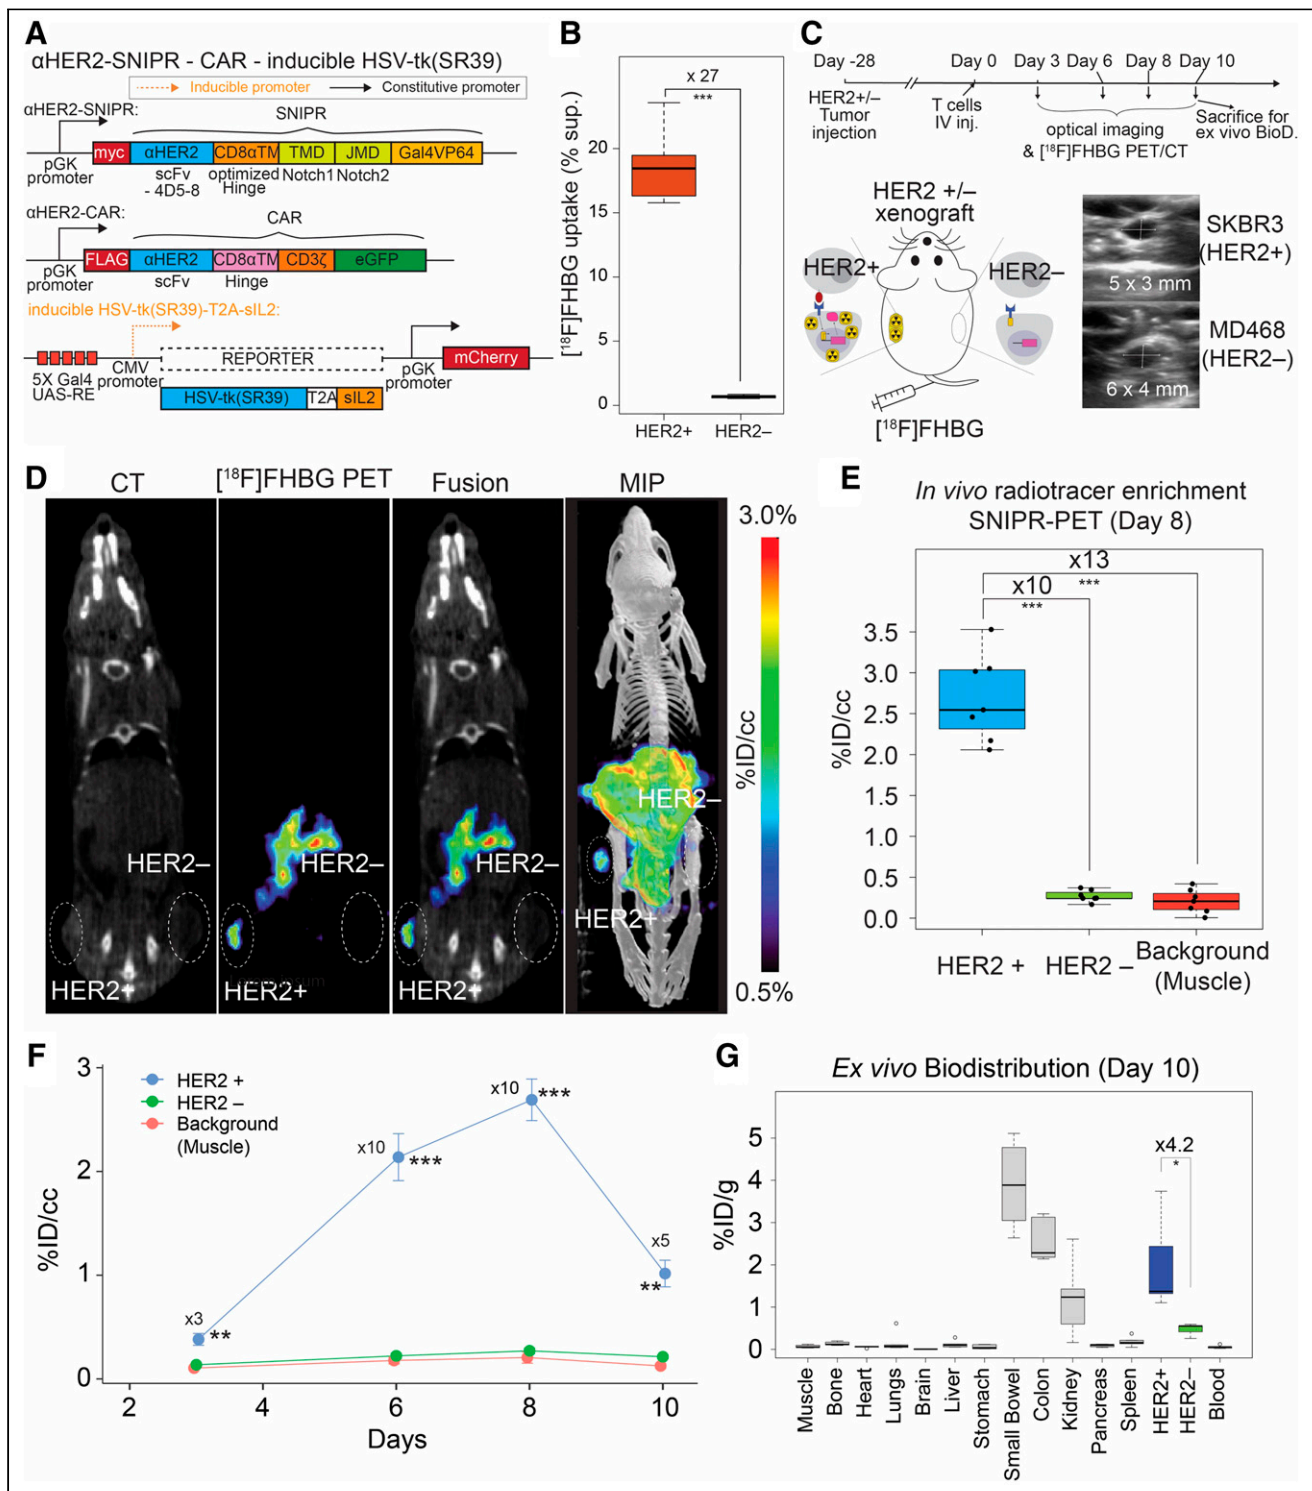 A
αHER2-SNIPR - CAR - inducible HSV-tk(SR39)
Inducible promoter
Constitutive promoter
αHER2-SNIPR:
SNIPR
myc
αHER2
CD8αTM
TMD
JMD
Gal4VP64
pGK
promoter
scFv
- 4D5-8
optimized
Hinge
Notch1
Notch2
αHER2-CAR:
CAR
FLAG
αHER2
CD8αTM
CD3ζ
eGFP
pGK
promoter
scFv
Hinge
inducible HSV-tk(SR39)-T2A-sIL2:
REPORTER
mCherry
5X Gal4
UAS-RE
CMV
promoter
pGK
promoter
HSV-tk(SR39)
T2A
sIL2
B
[¹⁸F]FHBG uptake (% sup.)
x 27
***
20
15
10
5
0
HER2+
HER2–
C
Day -28
Day 0
Day 3
Day 6
Day 8
Day 10
HER2+/–
Tumor
injection
T cells
IV inj.
optical imaging
& [¹⁸F]FHBG PET/CT
Sacrifice for
ex vivo BioD.
HER2 +/–
xenograft
HER2+
HER2–
[¹⁸F]FHBG
5 x 3 mm
SKBR3
(HER2+)
6 x 4 mm
MD468
(HER2–)
D
CT
[¹⁸F]FHBG PET
Fusion
MIP
HER2–
HER2+
HER2–
HER2+
HER2–
HER2+
HER2–
HER2+
3.0%
%ID/cc
0.5%
E
In vivo radiotracer enrichment
SNIPR-PET (Day 8)
x13
***
x10
***
%ID/cc
3.5
3.0
2.5
2.0
1.5
1.0
0.5
0.0
HER2 +
HER2 –
Background
(Muscle)
F
HER2 +
HER2 –
Background
(Muscle)
%ID/cc
3
2
1
0
x3
**
x10
***
x10
***
x5
**
2
4
6
8
10
Days
G
Ex vivo Biodistribution (Day 10)
%ID/g
5
4
3
2
1
0
x4.2
*
Muscle
Bone
Heart
Lungs
Brain
Liver
Stomach
Small Bowel
Colon
Kidney
Pancreas
Spleen
HER2+
HER2–
Blood